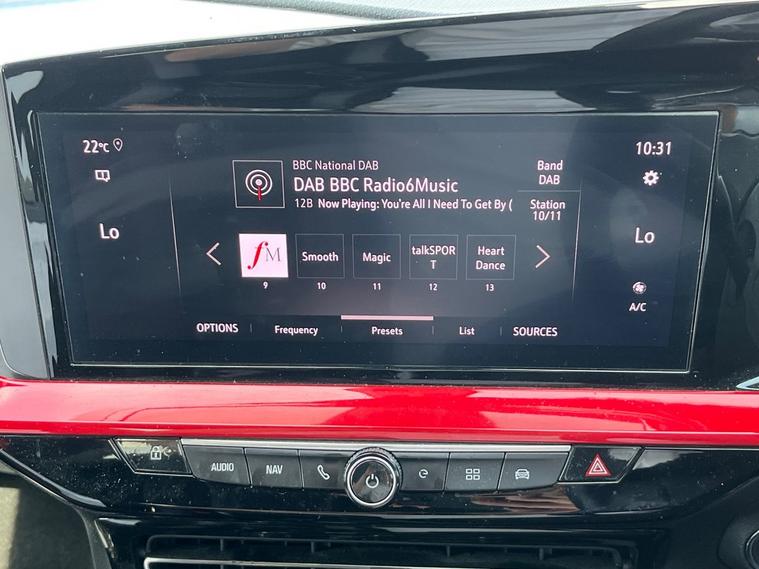 22°C
10:31
BBC National DAB
DAB BBC Radio6Music
12B Now Playing: You're All I Need To Get By (
Band
DAB
Station
10/11
Lo
Lo
fM
Smooth
Magic
talkSPOR
T
Heart
Dance
9
10
11
12
13
A/C
OPTIONS
Frequency
Presets
List
SOURCES
AUDIO
NAV